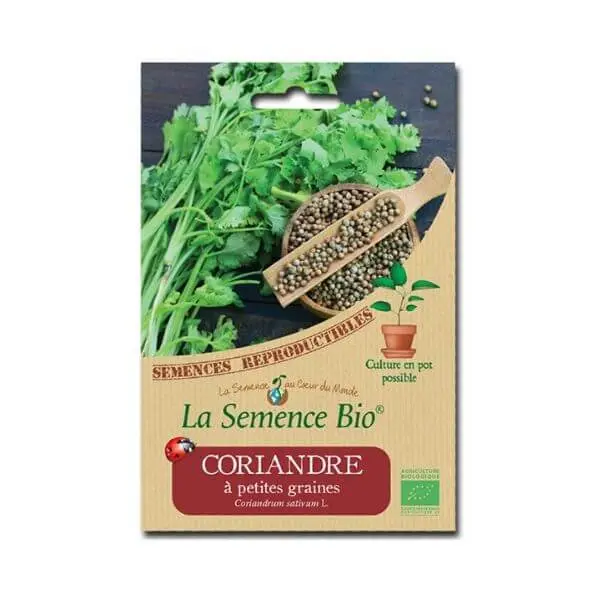 SEMENCES REPRODUCTIBLES
Culture en pot
possible
La Semence au Coeur du Monde
La Semence Bio®
CORIANDRE
à petites graines
Coriandrum sativum L.
AGRICULTURE
BIOLOGIQUE